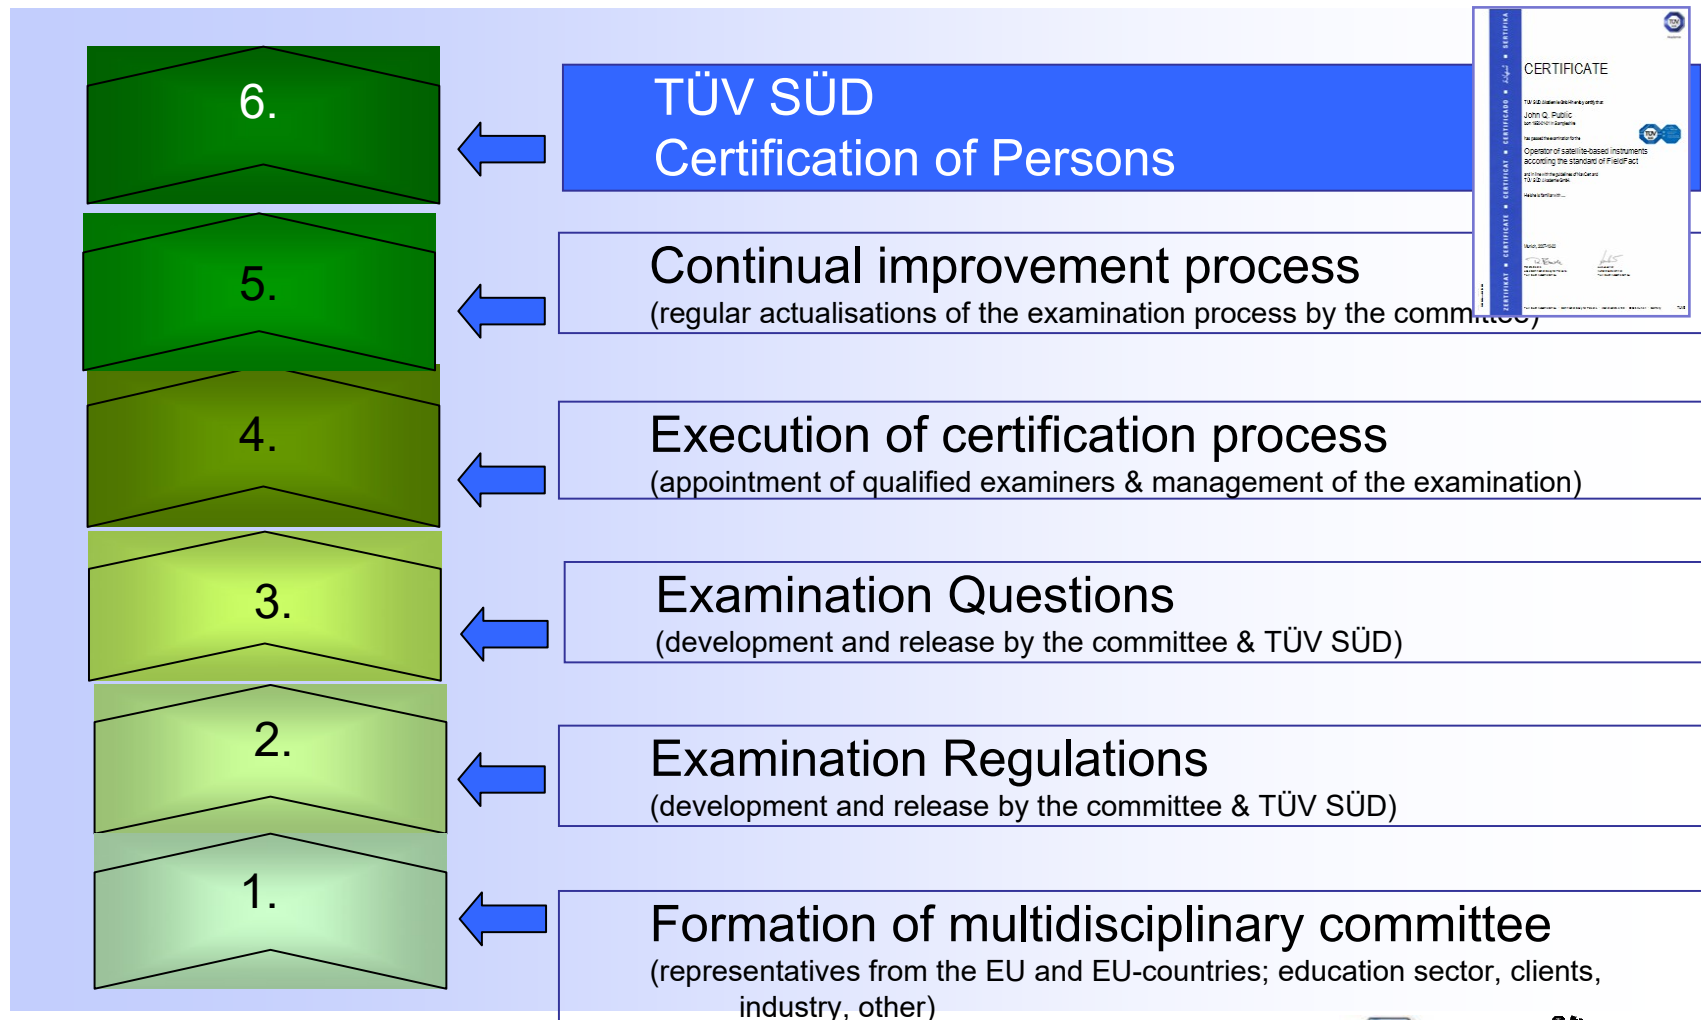 6.
TÜV SÜD
Certification of Persons
CERTIFICATE
John Q. Public
Operator of satellite-based instruments
according the standard of FieldFact
5.
Continual improvement process
(regular actualisations of the examination process by the committee)
4.
Execution of certification process
(appointment of qualified examiners & management of the examination)
3.
Examination Questions
(development and release by the committee & TÜV SÜD)
2.
Examination Regulations
(development and release by the committee & TÜV SÜD)
1.
Formation of multidisciplinary committee
(representatives from the EU and EU-countries; education sector, clients,
industry, other)